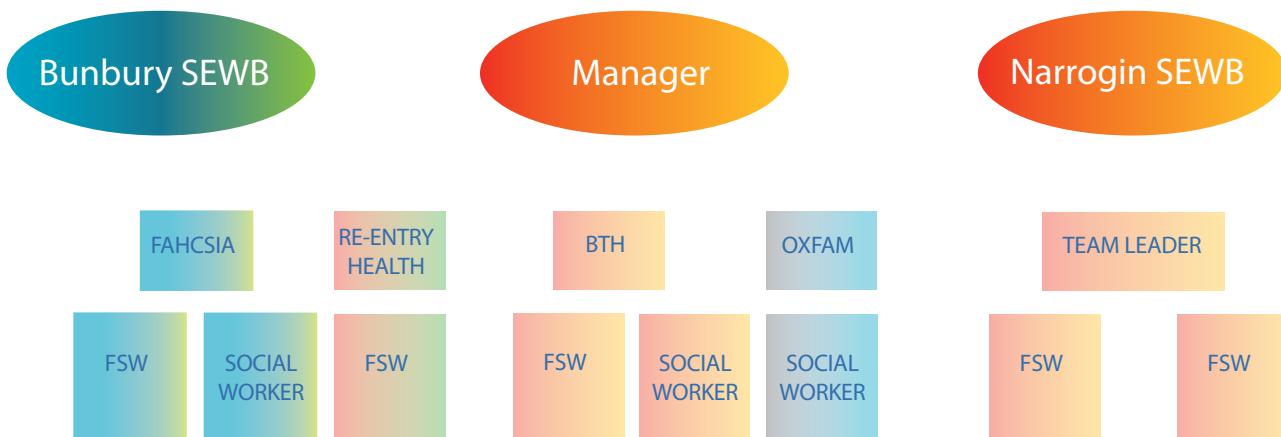 Bunbury SEWB
Manager
Narrogin SEWB
FAHCSIA
RE-ENTRY
HEALTH
BTH
OXFAM
TEAM LEADER
FSW
SOCIAL
WORKER
FSW
FSW
SOCIAL
WORKER
SOCIAL
WORKER
FSW
FSW